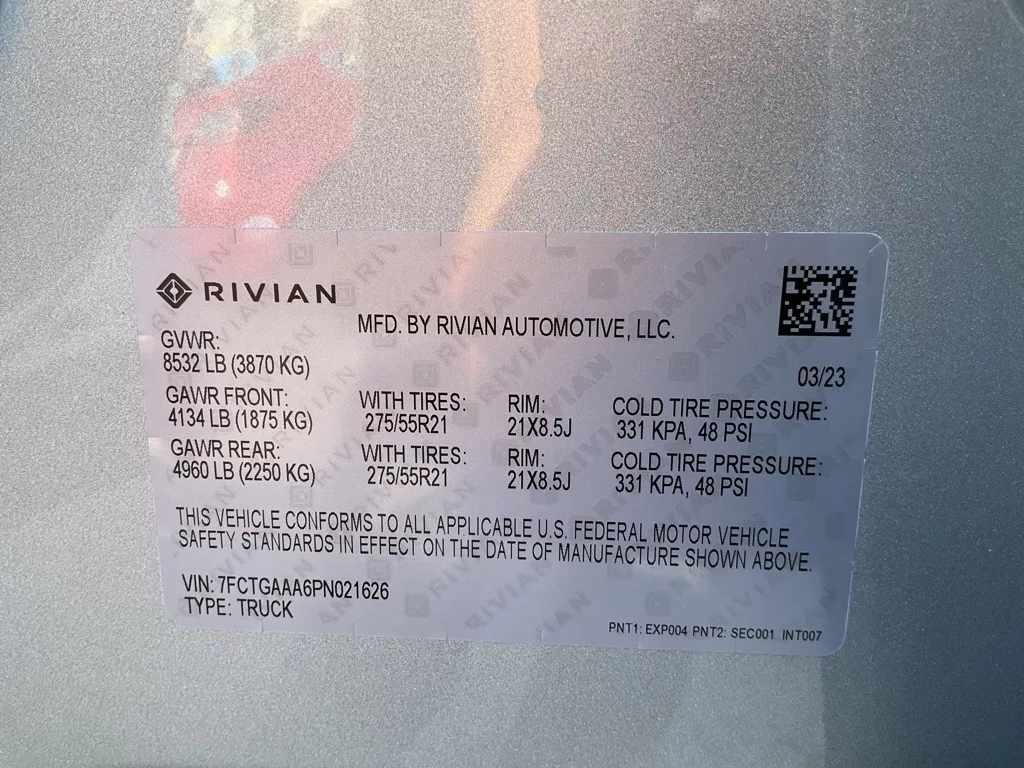 RIVIAN
MFD. BY RIVIAN AUTOMOTIVE, LLC.
GVWR:
8532 LB (3870 KG)
03/23
GAWR FRONT: WITH TIRES: RIM: COLD TIRE PRESSURE:
4134 LB (1875 KG) 275/55R21 21X8.5J 331 KPA, 48 PSI
GAWR REAR: WITH TIRES: RIM: COLD TIRE PRESSURE:
4960 LB (2250 KG) 275/55R21 21X8.5J 331 KPA, 48 PSI
THIS VEHICLE CONFORMS TO ALL APPLICABLE U.S. FEDERAL MOTOR VEHICLE
SAFETY STANDARDS IN EFFECT ON THE DATE OF MANUFACTURE SHOWN ABOVE.
VIN: 7FCTGAAA6PN021626
TYPE: TRUCK
PNT1: EXP004 PNT2: SEC001 INT007